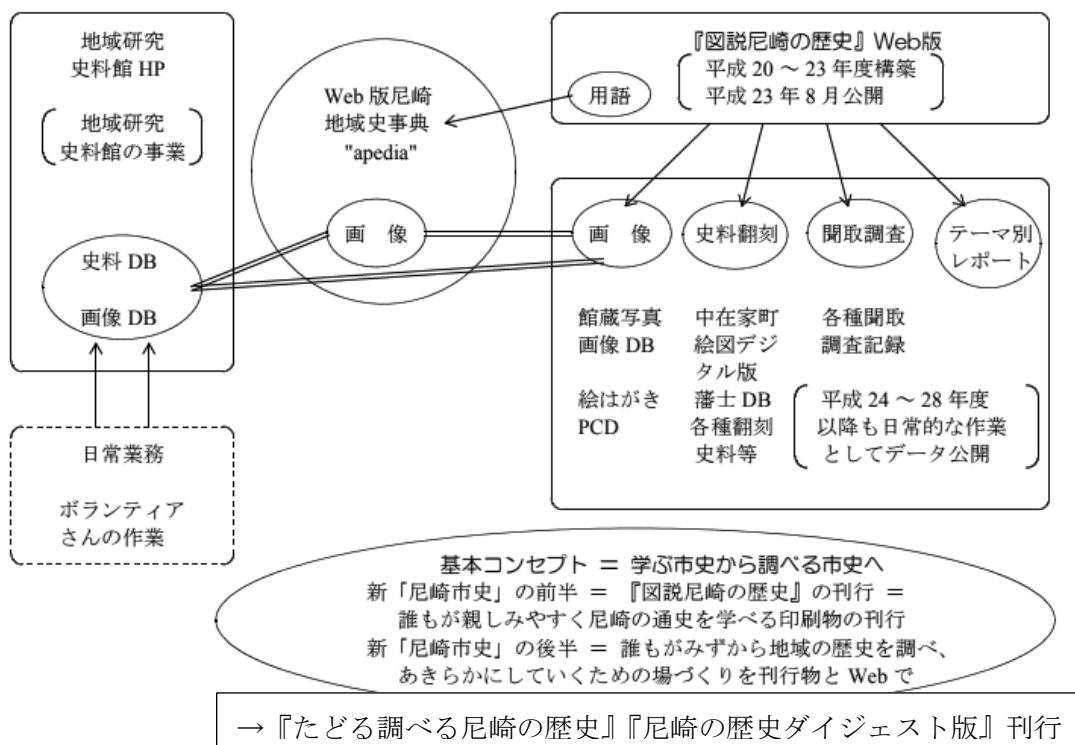 地域研究
史料館 HP
地域研究
史料館の事業
史料 DB
画像 DB
日常業務
ボランティア
さんの作業
Web 版尼崎
地域史事典
"apedia"
画 像
『図説尼崎の歴史』Web版
平成 20 ～ 23 年度構築
平成 23 年 8 月公開
用語
画 像
史料翻刻
聞取調査
テーマ別
レポート
館蔵写真
画像 DB
絵はがき
PCD
中在家町
絵図デジ
タル版
藩士 DB
各種翻刻
史料等
各種聞取
調査記録
平成 24 ～ 28 年度
以降も日常的な作業
としてデータ公開
基本コンセプト ＝ 学ぶ市史から調べる市史へ
新「尼崎市史」の前半 ＝ 『図説尼崎の歴史』の刊行 ＝
誰もが親しみやすく尼崎の通史を学べる印刷物の刊行
新「尼崎市史」の後半 ＝ 誰もがみずから地域の歴史を調べ、
あきらかにしていくための場づくりを刊行物と Web で
→『たどる調べる尼崎の歴史』『尼崎の歴史ダイジェスト版』刊行